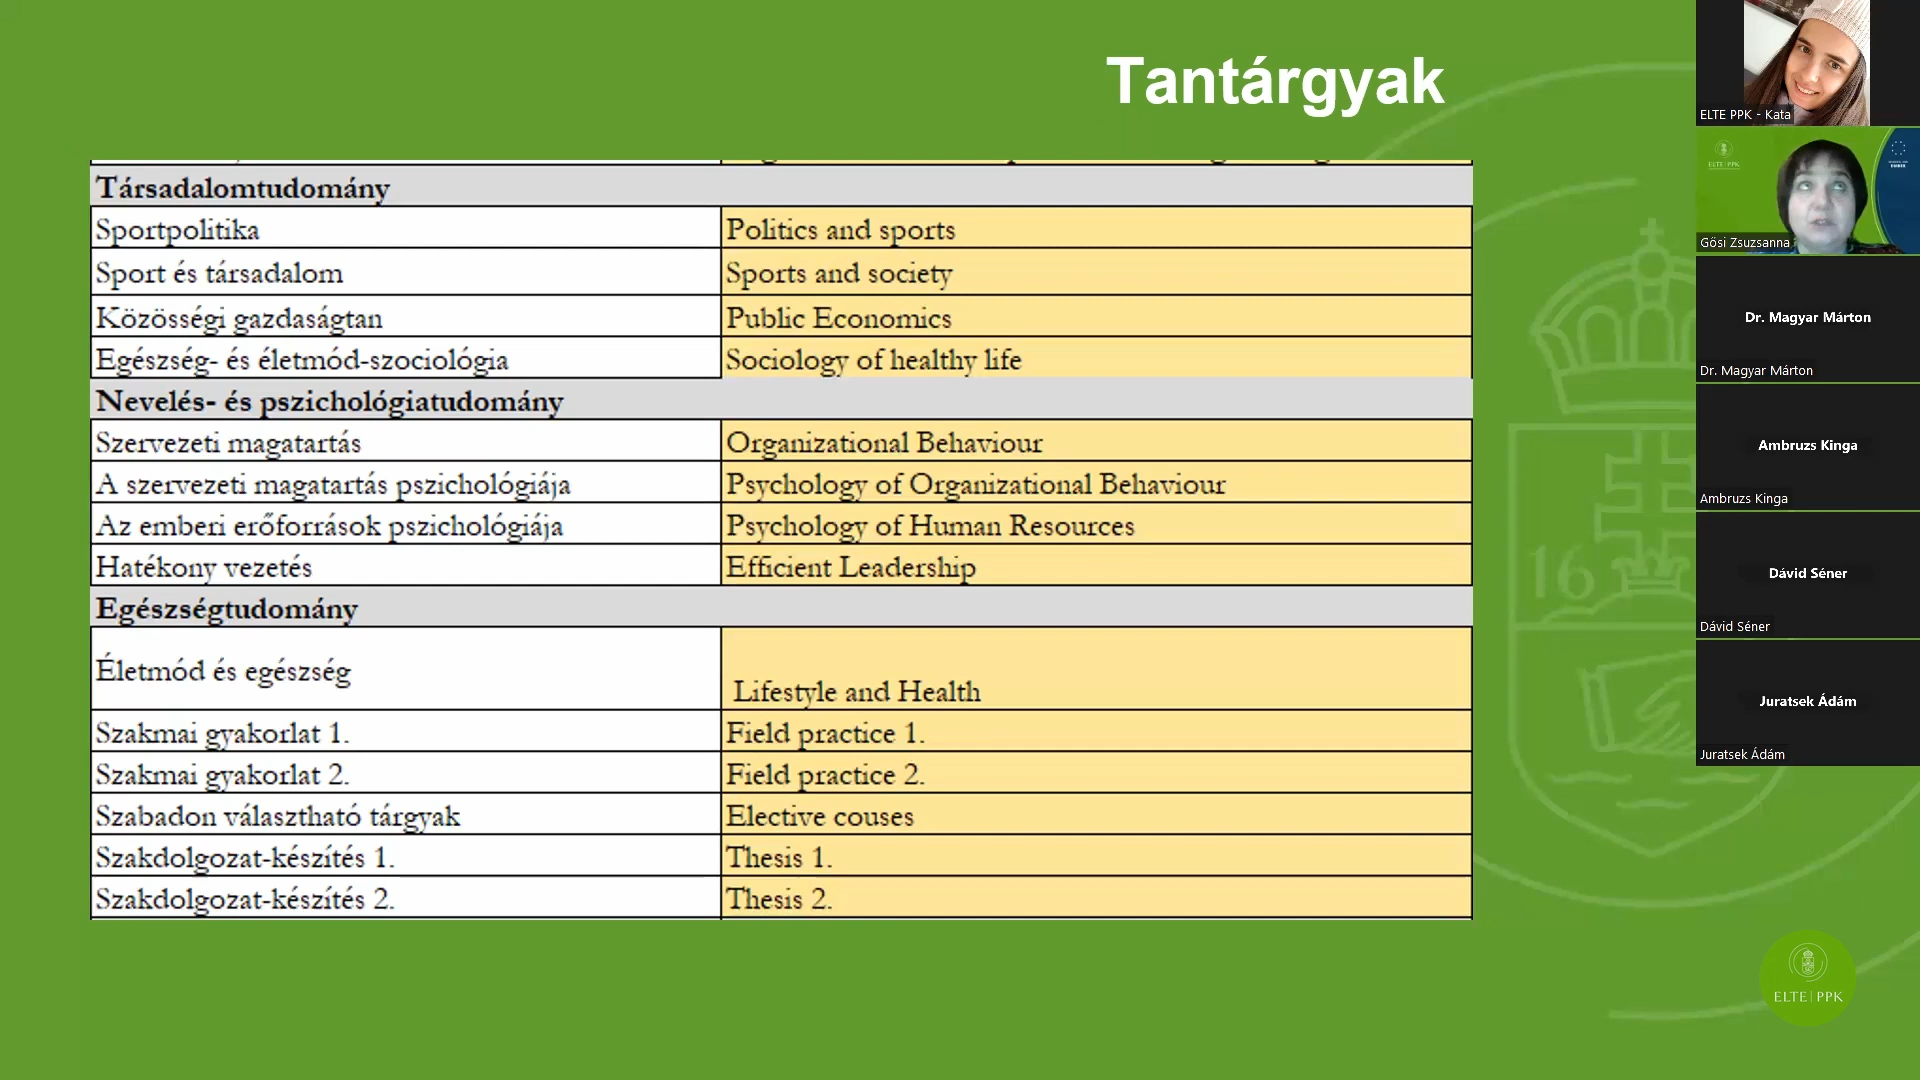 Tantárgyak
Társadalomtudomány
Sportpolitika Politics and sports
Sport és társadalom Sports and society
Közösségi gazdaságtan Public Economics
Egészség- és életmód-szociológia Sociology of healthy life
Nevelés- és pszichológiatudomány
Szervezeti magatartás Organizational Behaviour
A szervezeti magatartás pszichológiája Psychology of Organizational Behaviour
Az emberi erőforrások pszichológiája Psychology of Human Resources
Hatékony vezetés Efficient Leadership
Egészségtudomány
Életmód és egészség Lifestyle and Health
Szakmai gyakorlat 1. Field practice 1.
Szakmai gyakorlat 2. Field practice 2.
Szabadon választható tárgyak Elective couses
Szakdolgozat-készítés 1. Thesis 1.
Szakdolgozat-készítés 2. Thesis 2.
16
ELTE | PPK
ELTE PPK - Kata
ELTE | PPK
Gősi Zsuzsanna
Dr. Magyar Márton
Dr. Magyar Márton
Ambruzs Kinga
Ambruzs Kinga
Dávid Séner
Dávid Séner
Juratsek Ádám
Juratsek Ádám